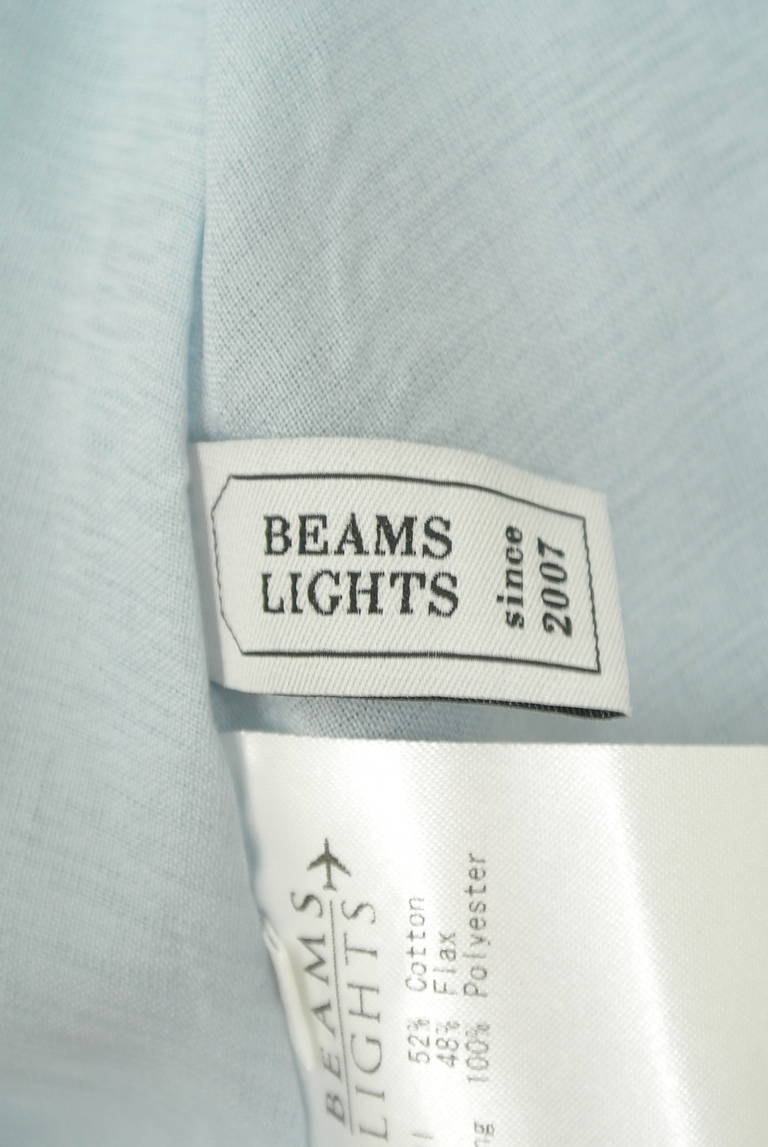 BEAMS
LIGHTS
since
2007
BEAMS
LIGHTS
52% Cotton
48% Flax
100% Polyester